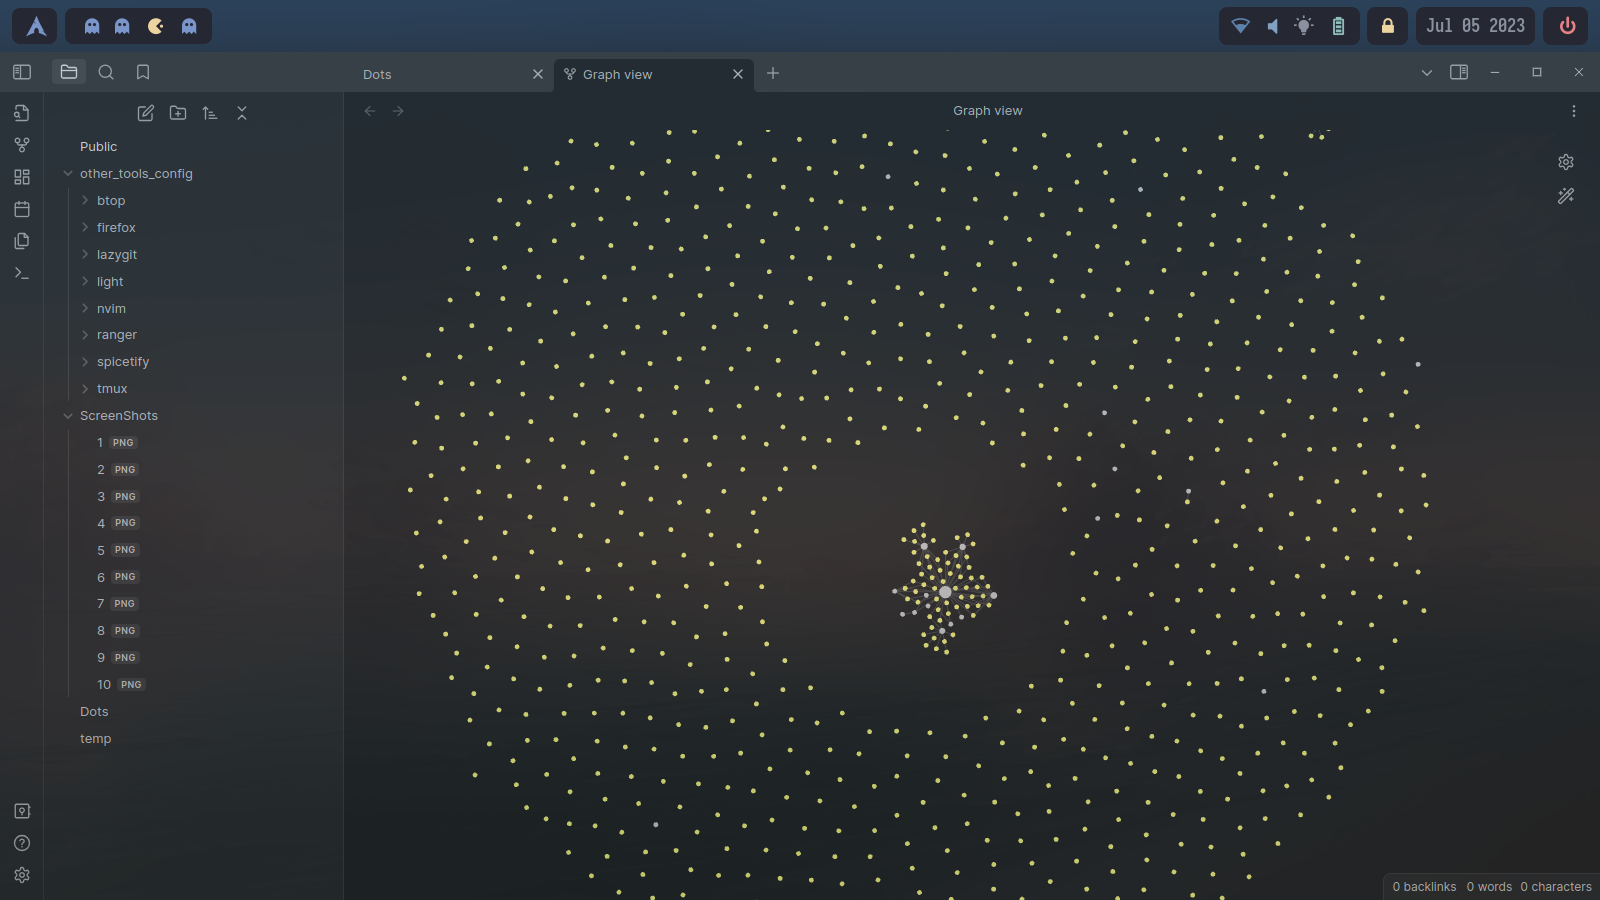 Jul 05 2023
Dots
Graph view
Graph view
Public
other_tools_config
btop
firefox
lazygit
light
nvim
ranger
spicetify
tmux
ScreenShots
1 PNG
2 PNG
3 PNG
4 PNG
5 PNG
6 PNG
7 PNG
8 PNG
9 PNG
10 PNG
Dots
temp
0 backlinks 0 words 0 characters